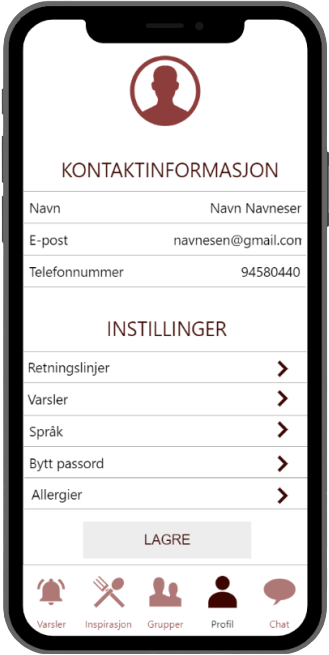 KONTAKTINFORMASJON
Navn Navn Navneser
E-post navnesen@gmail.com
Telefonnummer 94580440
INSTILLINGER
Retningslinjer
Varsler
Språk
Bytt passord
Allergier
LAGRE
Varsler Inspirasjon Grupper Profil Chat